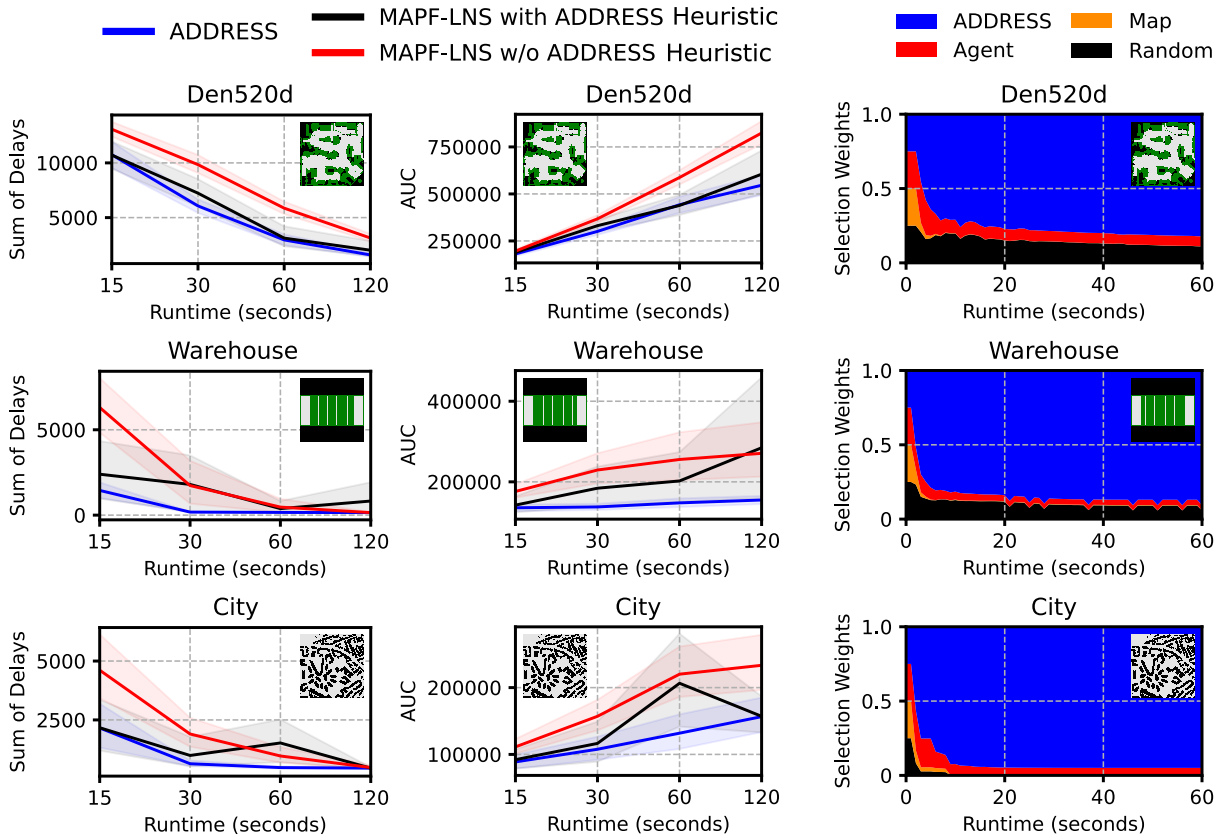 ADDRESS
MAPF-LNS with ADDRESS Heuristic
MAPF-LNS w/o ADDRESS Heuristic
ADDRESS
Map
Agent
Random
Den520d
Sum of Delays
10000
5000
15
30
60
120
Runtime (seconds)
Den520d
AUC
750000
500000
250000
15
30
60
120
Runtime (seconds)
Den520d
Selection Weights
1.0
0.5
0
0
20
40
60
Runtime (seconds)
Warehouse
Sum of Delays
5000
0
15
30
60
120
Runtime (seconds)
Warehouse
AUC
400000
200000
15
30
60
120
Runtime (seconds)
Warehouse
Selection Weights
1.0
0.5
0
0
20
40
60
Runtime (seconds)
City
Sum of Delays
5000
2500
15
30
60
120
Runtime (seconds)
City
AUC
200000
100000
15
30
60
120
Runtime (seconds)
City
Selection Weights
1.0
0.5
0
0
20
40
60
Runtime (seconds)